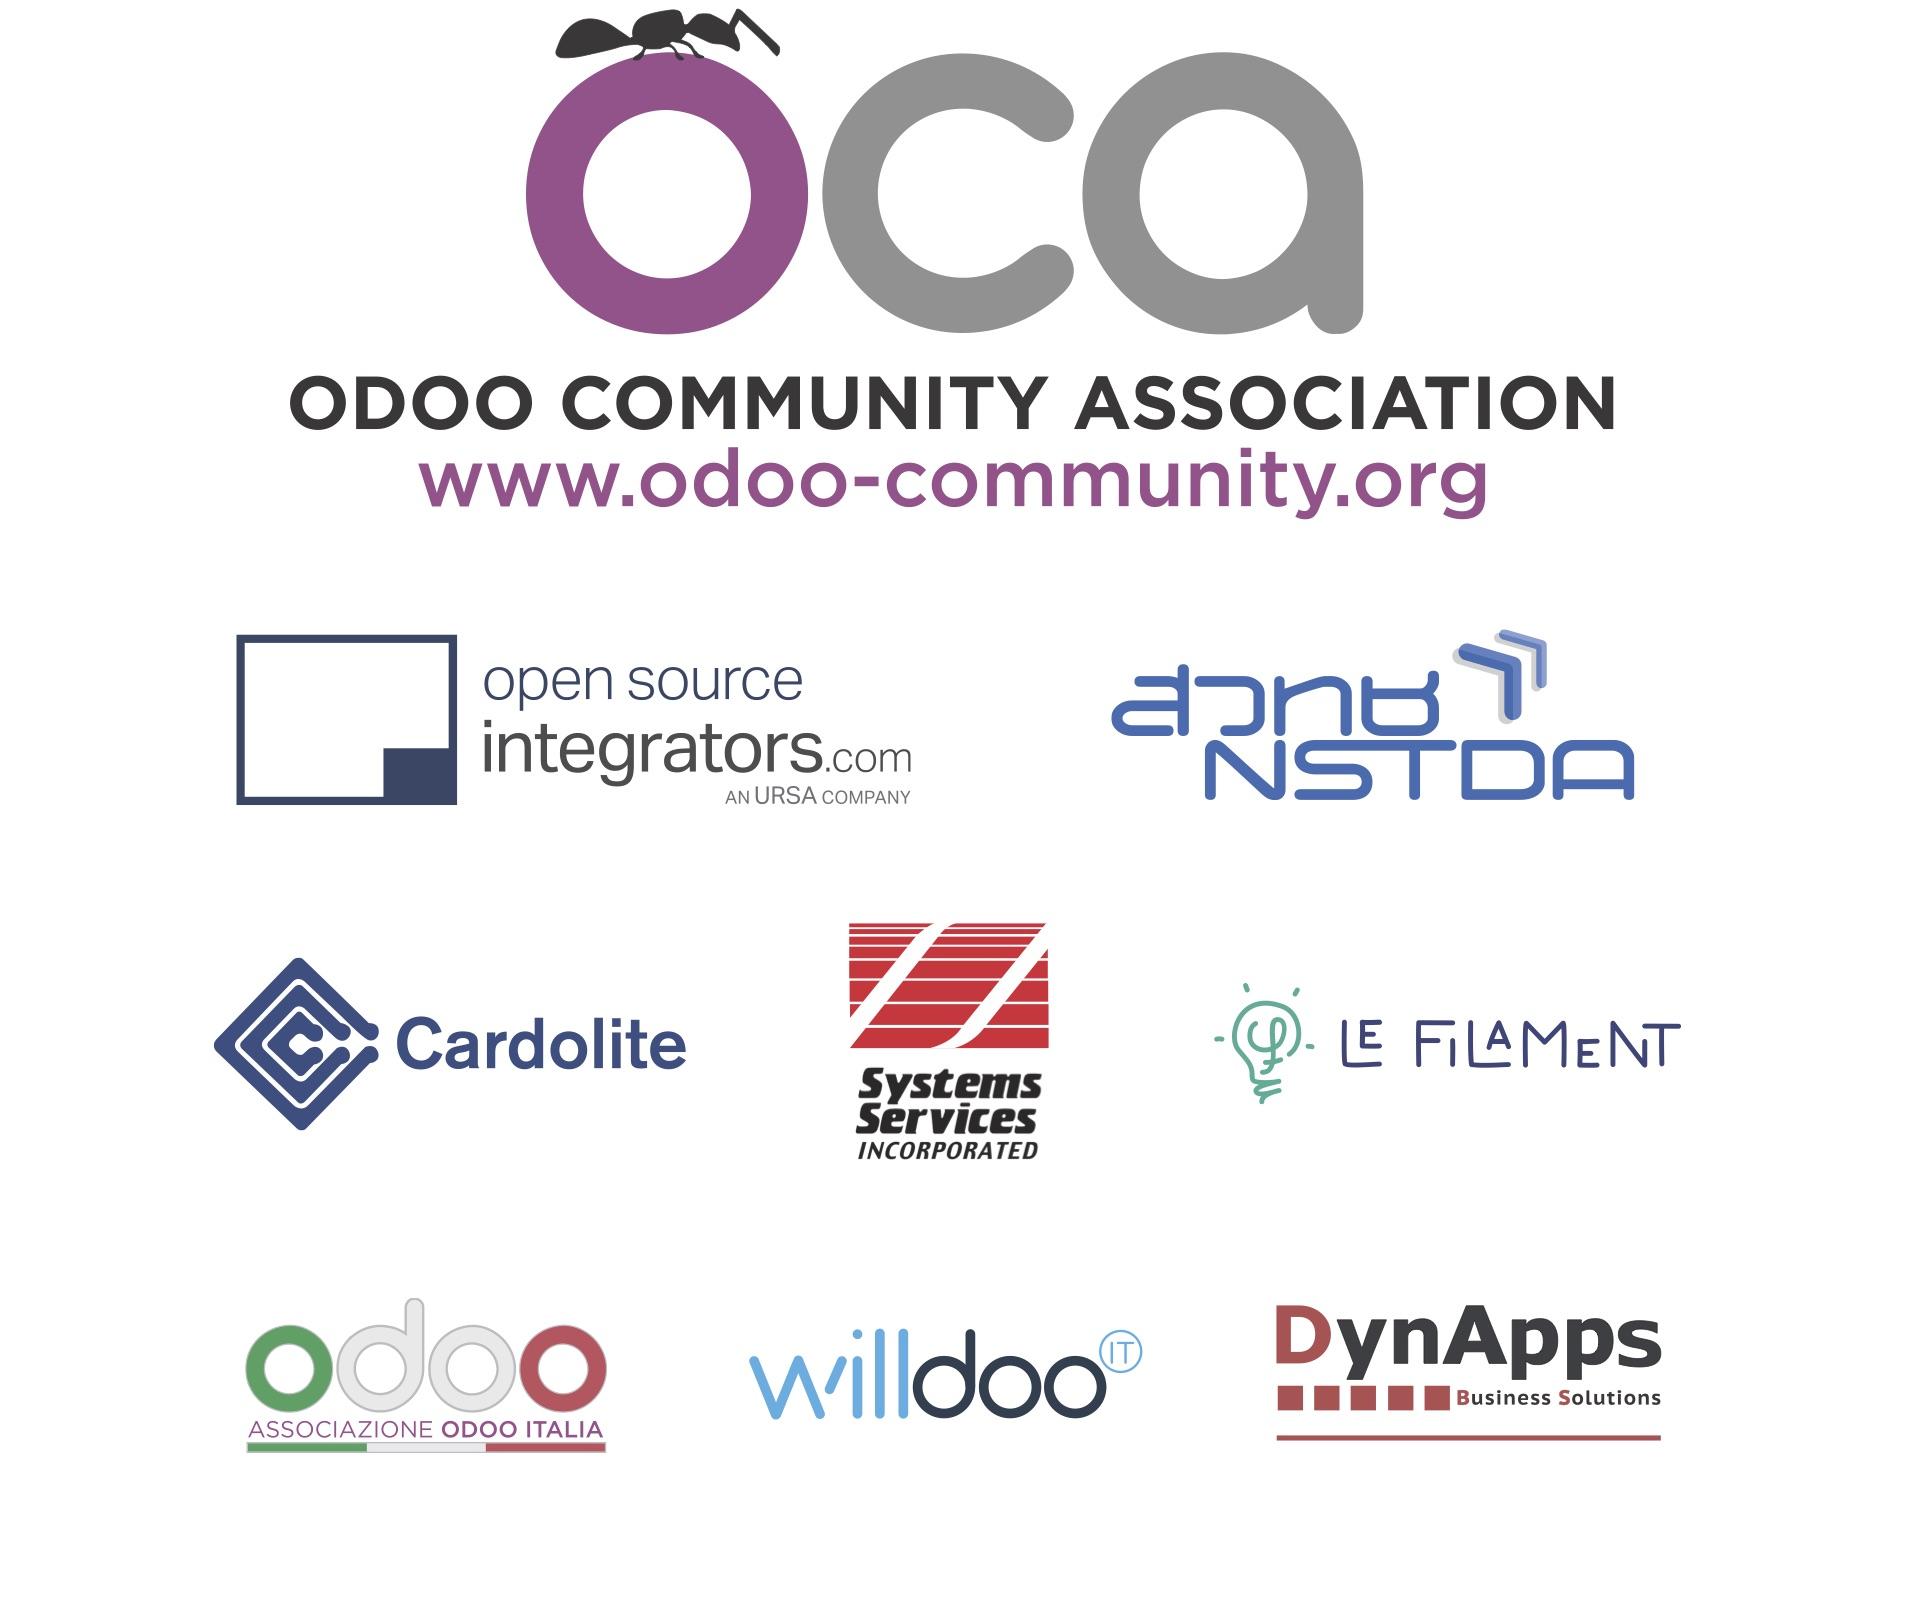 oca
ODOO COMMUNITY ASSOCIATION
www.odoo-community.org
open source
integrators.com
AN URSA COMPANY
สวทช
NSTDA
Cardolite
Systems
Services
INCORPORATED
LE FiLAMENT
odoo
ASSOCIAZIONE ODOO ITALIA
willdoo IT
DynApps
Business Solutions